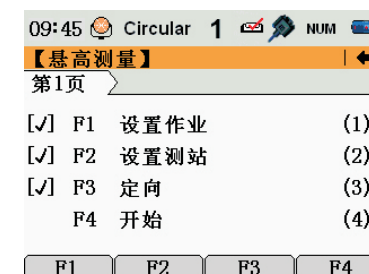 09:45 Circular 1 NUM
【悬高测量】
第1页
[√] F1 设置作业 (1)
[√] F2 设置测站 (2)
[√] F3 定向 (3)
F4 开始 (4)
F1 F2 F3 F4